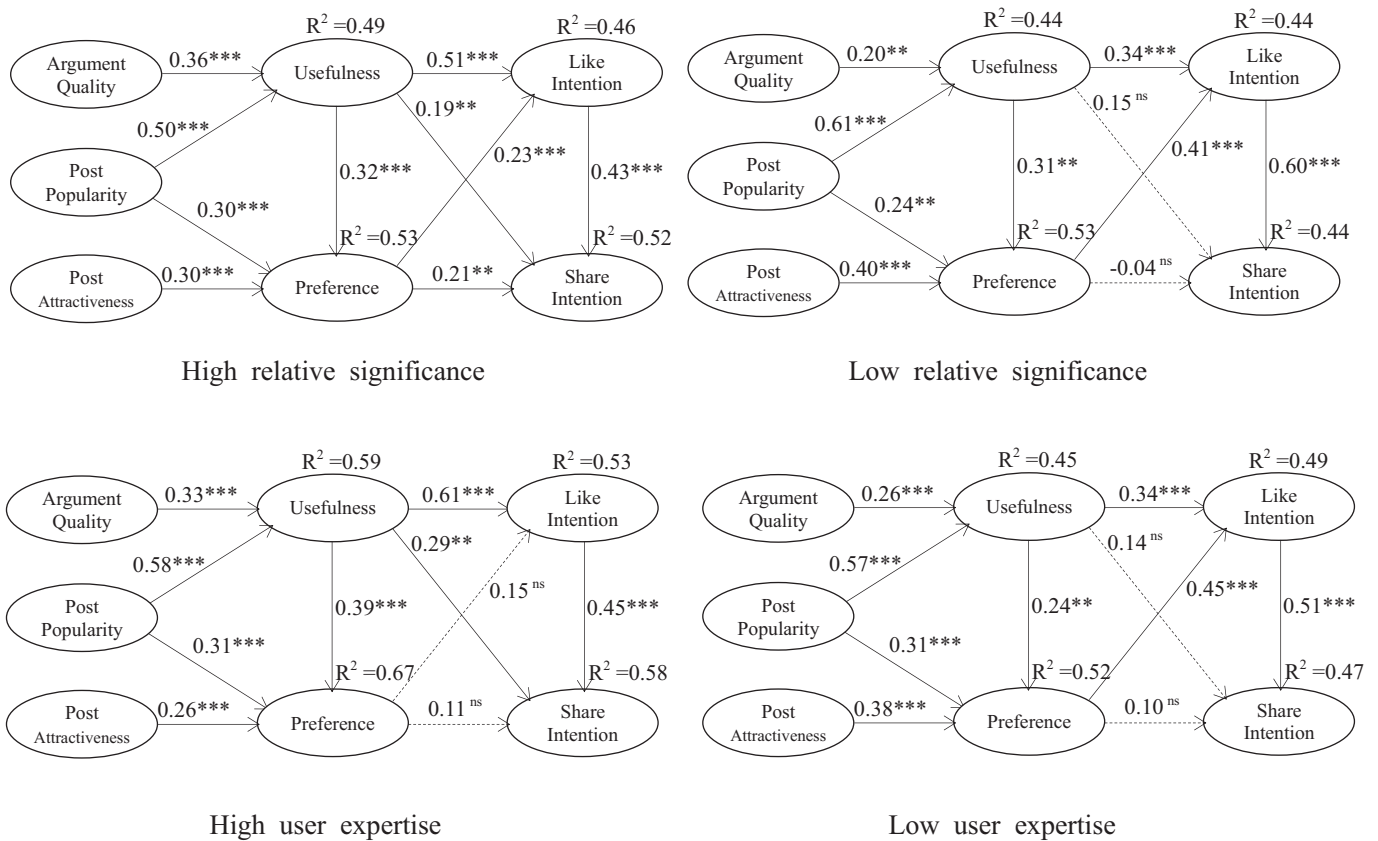 R² =0.49
R² =0.46
Argument
Quality
0.36***
Usefulness
0.51***
Like
Intention
0.19**
0.50***
Post
Popularity
0.32***
0.23***
0.43***
0.30***
R² =0.53
R² =0.52
Post
Attractiveness
0.30***
Preference
0.21**
Share
Intention
High relative significance
R² =0.44
R² =0.44
Argument
Quality
0.20**
Usefulness
0.34***
Like
Intention
0.15 ns
0.61***
Post
Popularity
0.31**
0.41***
0.60***
0.24**
R² =0.53
R² =0.44
Post
Attractiveness
0.40***
Preference
-0.04 ns
Share
Intention
Low relative significance
R² =0.59
R² =0.53
Argument
Quality
0.33***
Usefulness
0.61***
Like
Intention
0.29**
0.58***
Post
Popularity
0.39***
0.15 ns
0.45***
0.31***
R² =0.67
R² =0.58
Post
Attractiveness
0.26***
Preference
0.11 ns
Share
Intention
High user expertise
R² =0.45
R² =0.49
Argument
Quality
0.26***
Usefulness
0.34***
Like
Intention
0.14 ns
0.57***
Post
Popularity
0.24**
0.45***
0.51***
0.31***
R² =0.52
R² =0.47
Post
Attractiveness
0.38***
Preference
0.10 ns
Share
Intention
Low user expertise